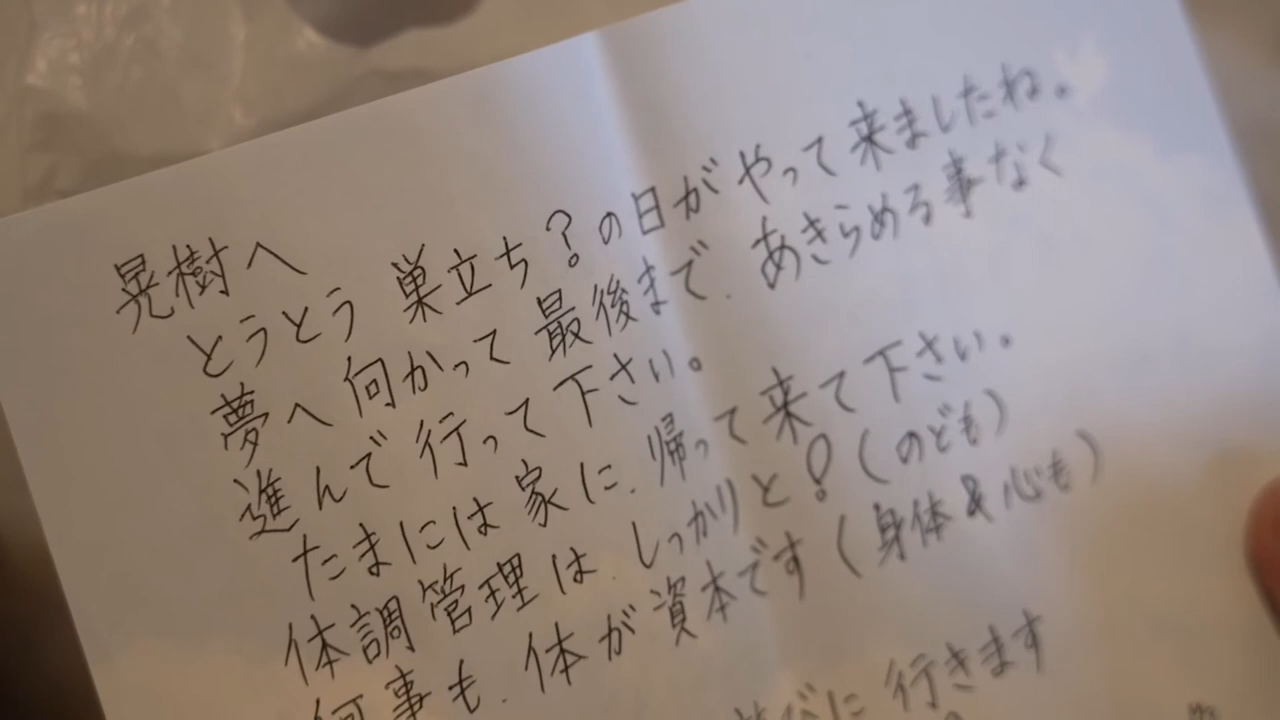 晃樹へ
とうとう 巣立ち?の日がやって来ましたね。
夢へ向かって最後まで、あきらめる事なく
進んで行って下さい。
たまには家に、帰って来て下さい。
体調管理は、しっかりと!(のども)
何事も、体が資本です(身体&心も)
遊びに行きます